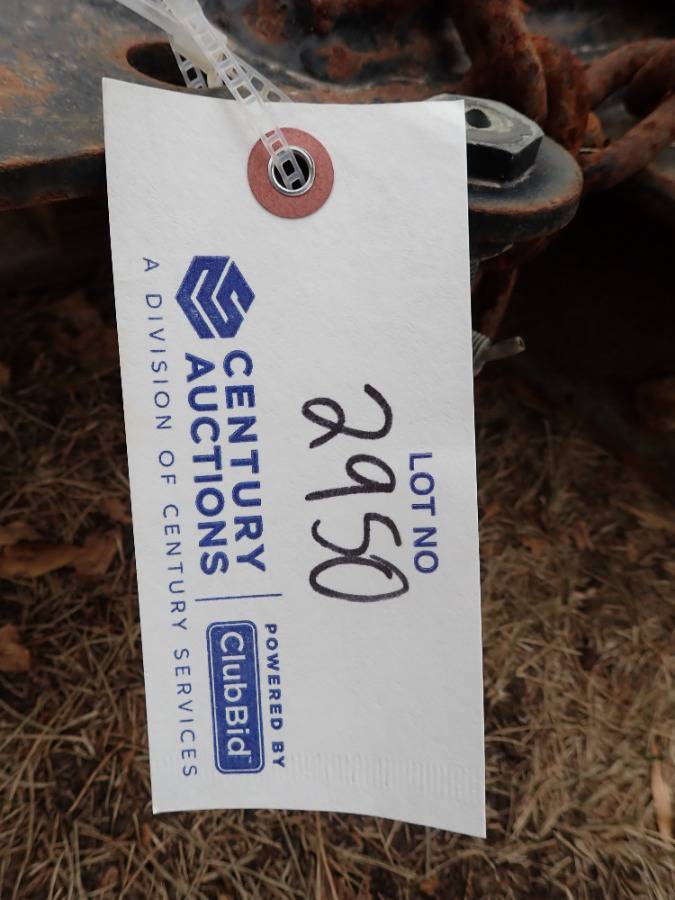 LOT NO
2950
CENTURY
AUCTIONS
POWERED BY
ClubBid
A DIVISION OF CENTURY SERVICES